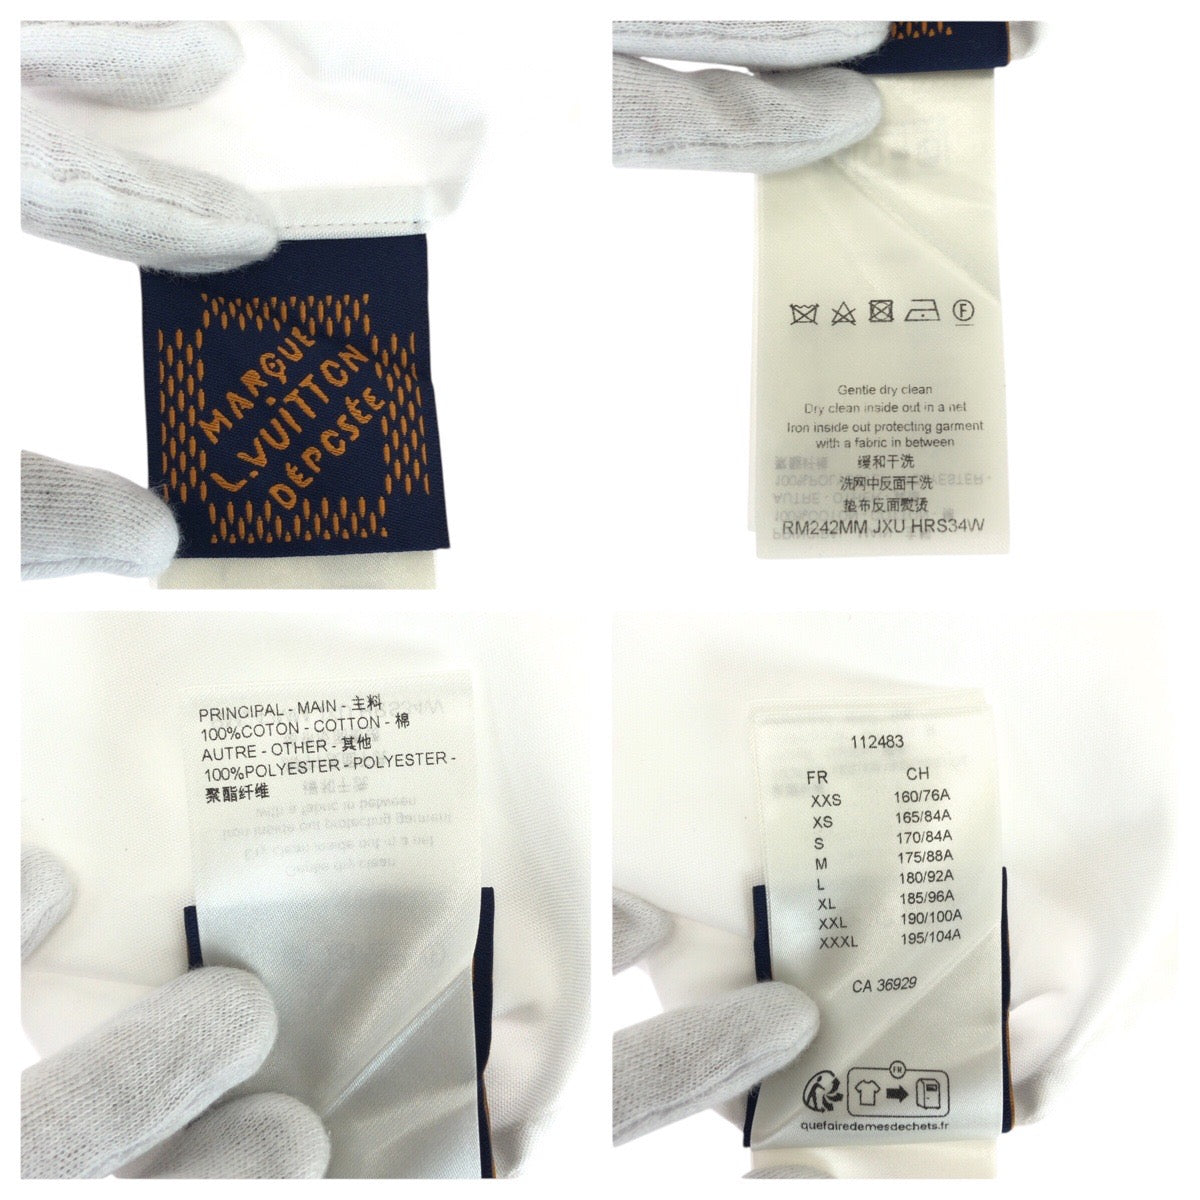 MARQUE
L.VUITTON
DÉPOSÉE
F
Gentle dry clean
Dry clean inside out in a net
Iron inside out protecting garment
with a fabric in between
缓和干洗
洗网中反面干洗
垫布反面熨烫
RM242MM JXU HRS34W
PRINCIPAL - MAIN - 主料
100%COTON - COTTON - 棉
AUTRE - OTHER - 其他
100%POLYESTER - POLYESTER -
聚酯纤维
112483
FR CH
XXS 160/76A
XS 165/84A
S 170/84A
M 175/88A
L 180/92A
XL 185/96A
XXL 190/100A
XXXL 195/104A
CA 36929
FR
quefairedemesdechets.fr